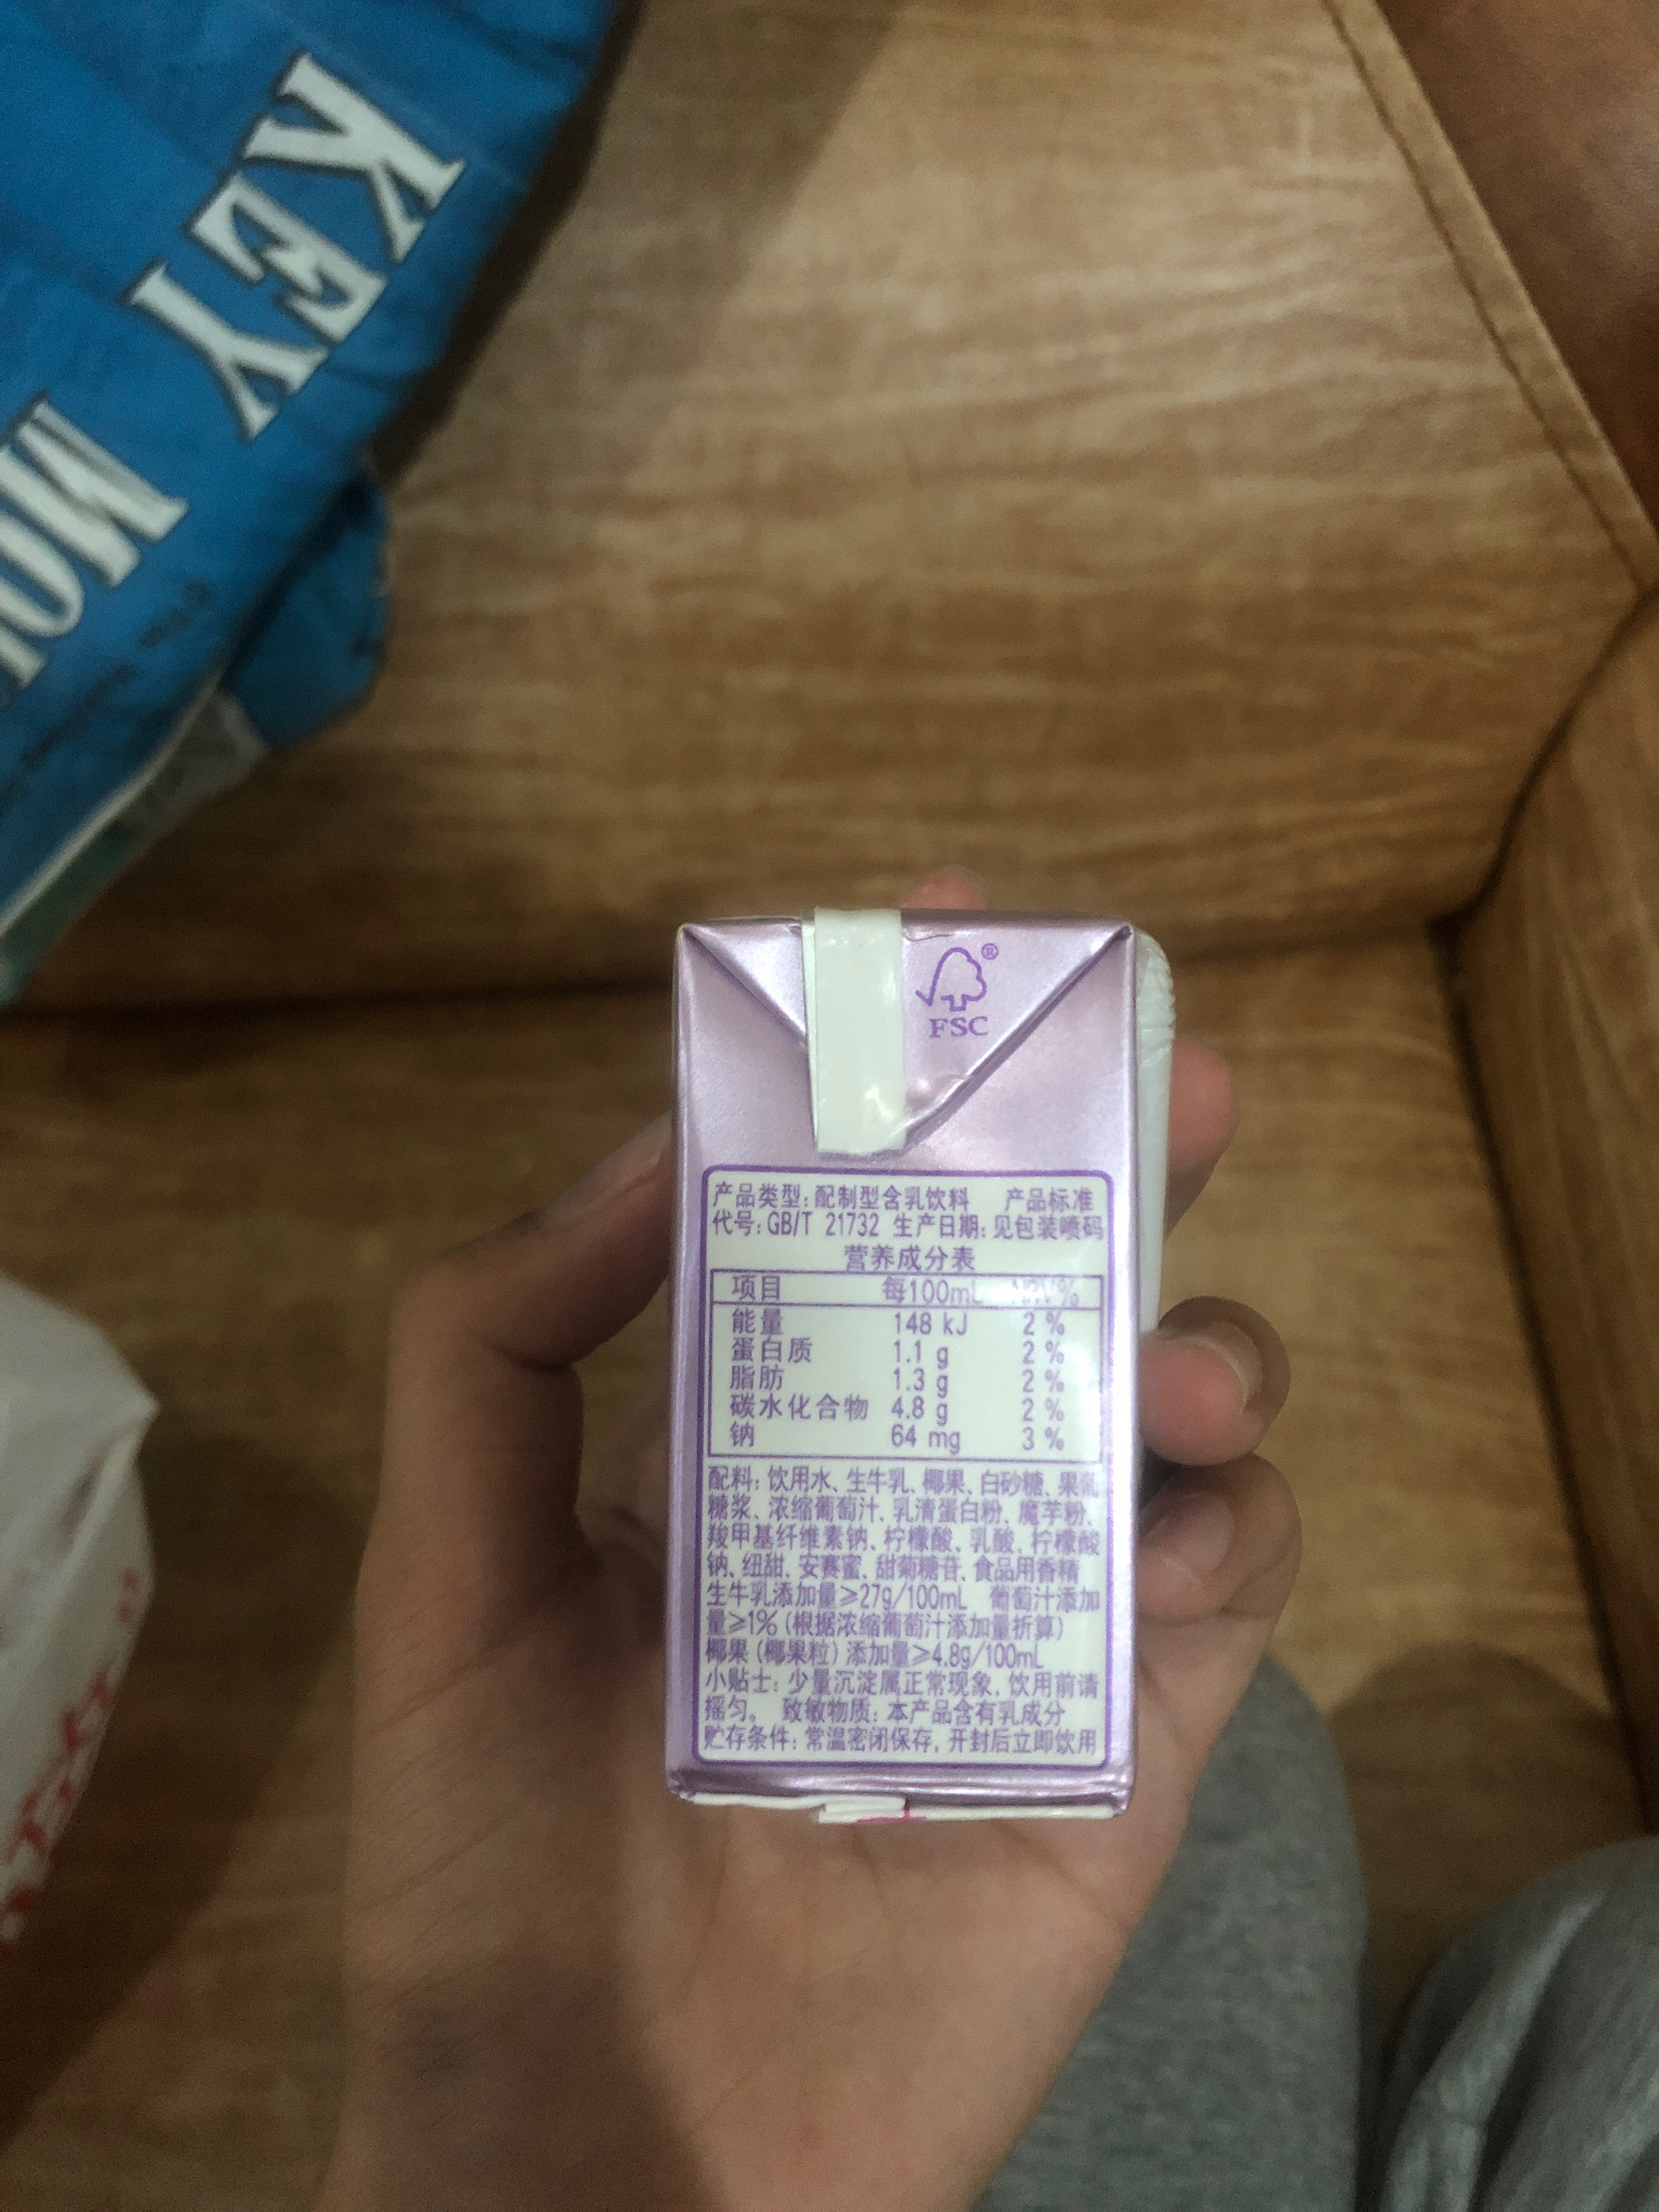 KEY
MO
®
FSC
产品类型:配制型含乳饮料 产品标准
代号:GB/T 21732 生产日期:见包装喷码
营养成分表
项目 每100mL NRV%
能量 148 kJ 2 %
蛋白质 1.1 g 2 %
脂肪 1.3 g 2 %
碳水化合物 4.8 g 2 %
钠 64 mg 3 %
配料:饮用水、生牛乳、椰果、白砂糖、果葡
糖浆、浓缩葡萄汁、乳清蛋白粉、魔芋粉、
羧甲基纤维素钠、柠檬酸、乳酸、柠檬酸
钠、纽甜、安赛蜜、甜菊糖苷、食品用香精
生牛乳添加量≥27g/100mL 葡萄汁添加
量≥1%(根据浓缩葡萄汁添加量折算)
椰果(椰果粒)添加量≥4.8g/100mL
小贴士:少量沉淀属正常现象,饮用前请
摇匀。 致敏物质:本产品含有乳成分
贮存条件:常温密闭保存,开封后立即饮用